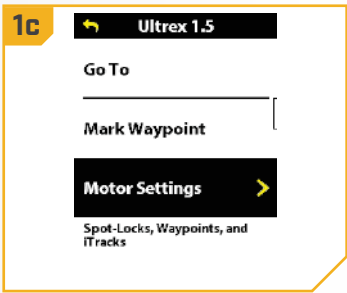 1c
Ultrex 1.5
Go To
Mark Waypoint
Motor Settings
Spot-Locks, Waypoints, and
iTracks